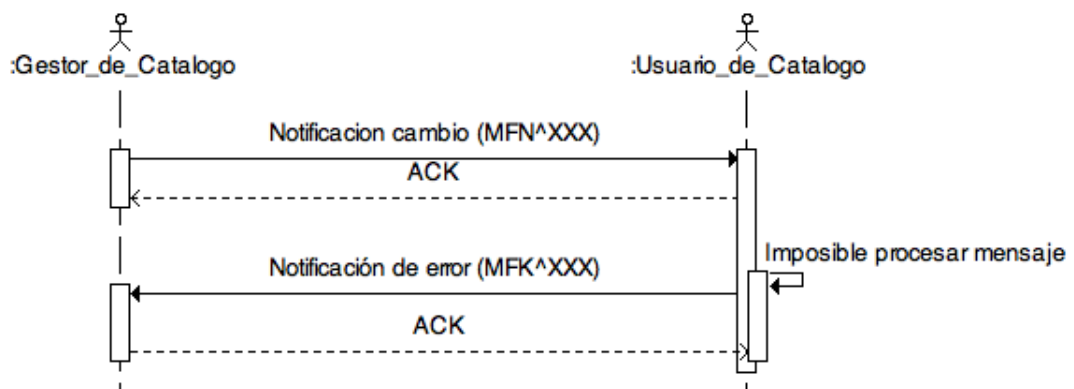 :Gestor_de_Catalogo
:Usuario_de_Catalogo
Notificacion cambio (MFN^XXX)
ACK
Imposible procesar mensaje
Notificación de error (MFK^XXX)
ACK